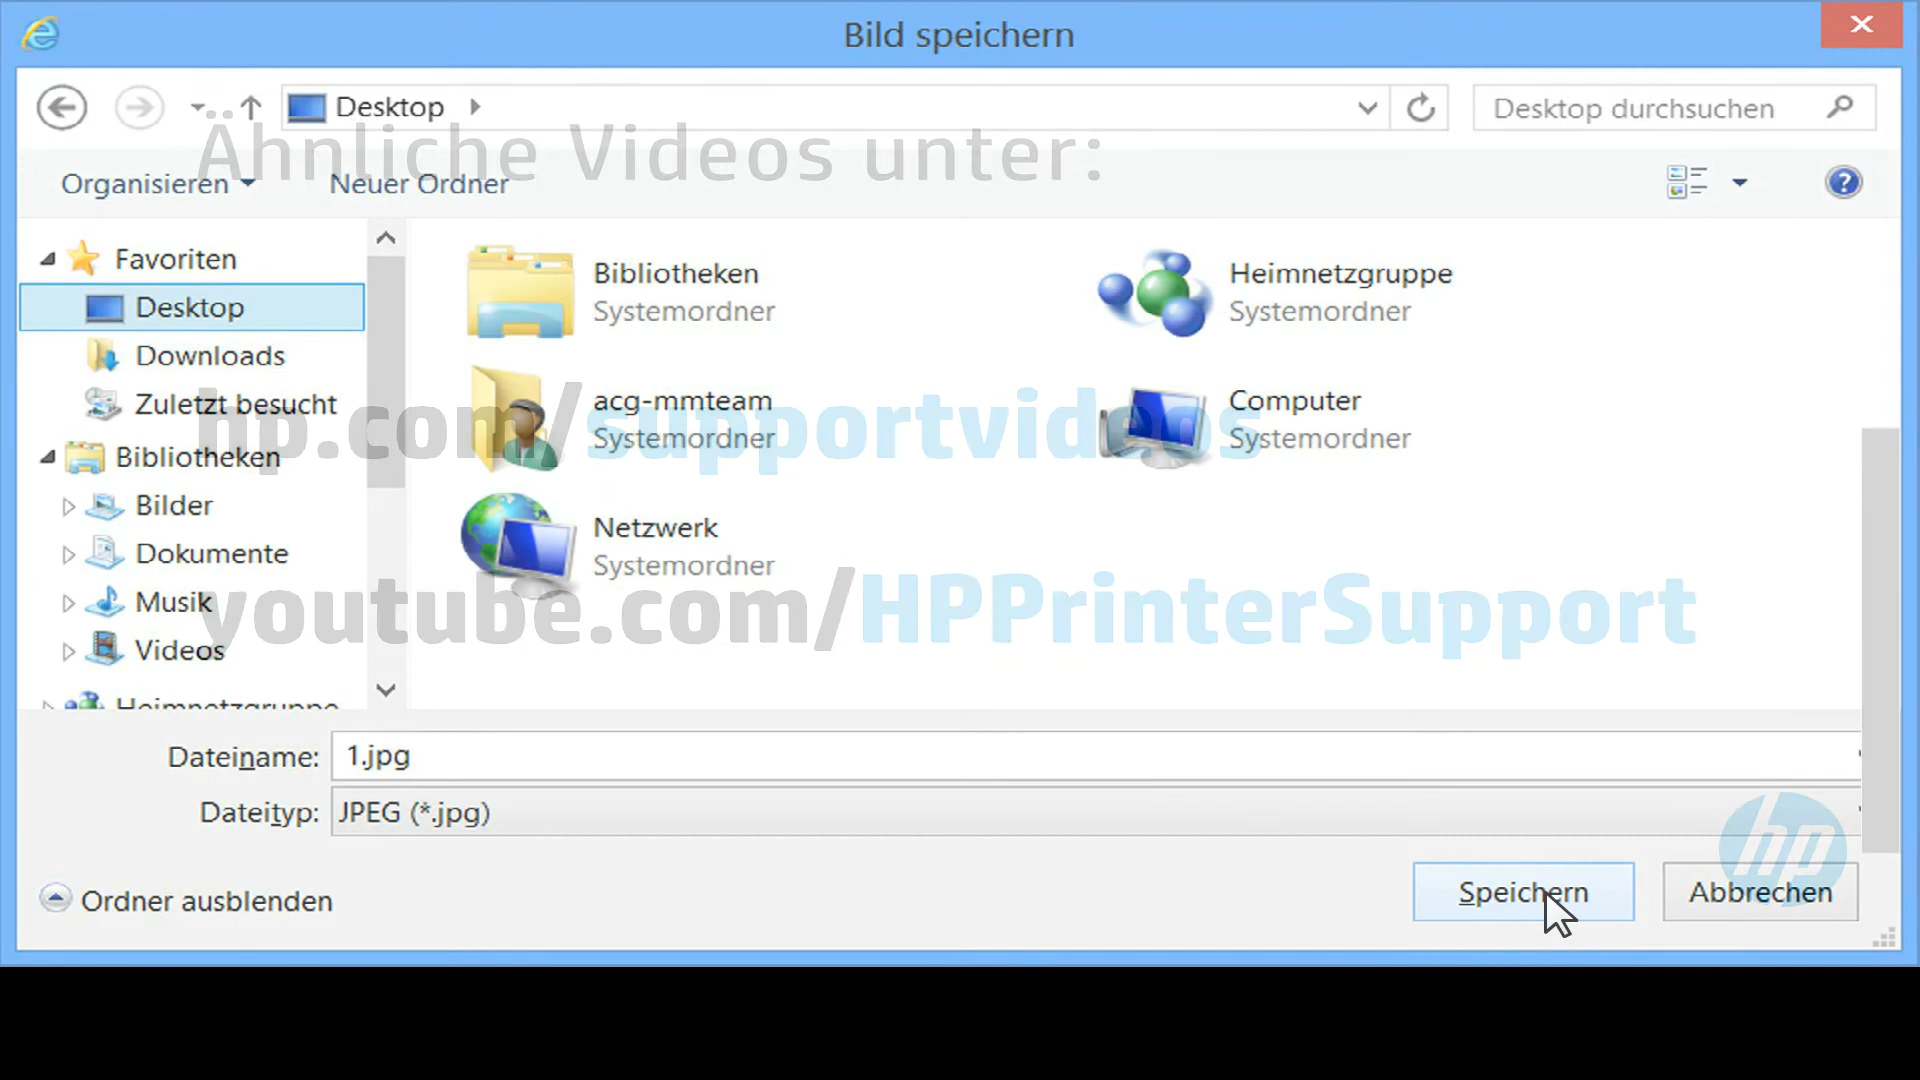 Bild speichern
Desktop
Desktop durchsuchen
Ähnliche Videos unter:
Organisieren
Neuer Ordner
Favoriten
Desktop
Downloads
Zuletzt besucht
Bibliotheken
Bilder
Dokumente
Musik
Videos
Heimnetzgruppe
Bibliotheken
Systemordner
Heimnetzgruppe
Systemordner
acg-mmteam
Systemordner
Computer
Systemordner
Netzwerk
Systemordner
hp.com/supportvideos
youtube.com/HPPrinterSupport
Dateiname: 1.jpg
Dateityp: JPEG (*.jpg)
hp
Ordner ausblenden
Speichern
Abbrechen